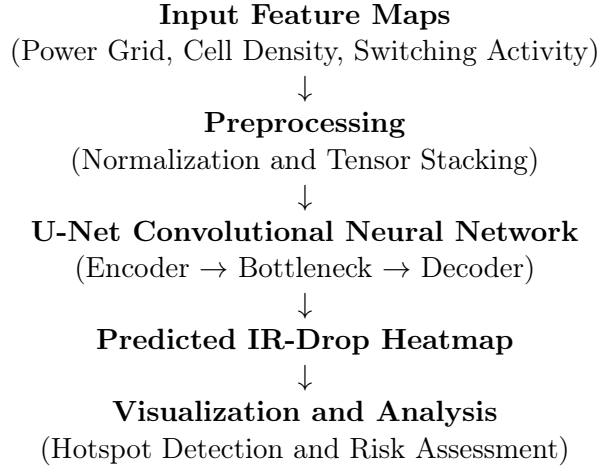 Input Feature Maps
(Power Grid, Cell Density, Switching Activity)
↓
Preprocessing
(Normalization and Tensor Stacking)
↓
U-Net Convolutional Neural Network
(Encoder → Bottleneck → Decoder)
↓
Predicted IR-Drop Heatmap
↓
Visualization and Analysis
(Hotspot Detection and Risk Assessment)